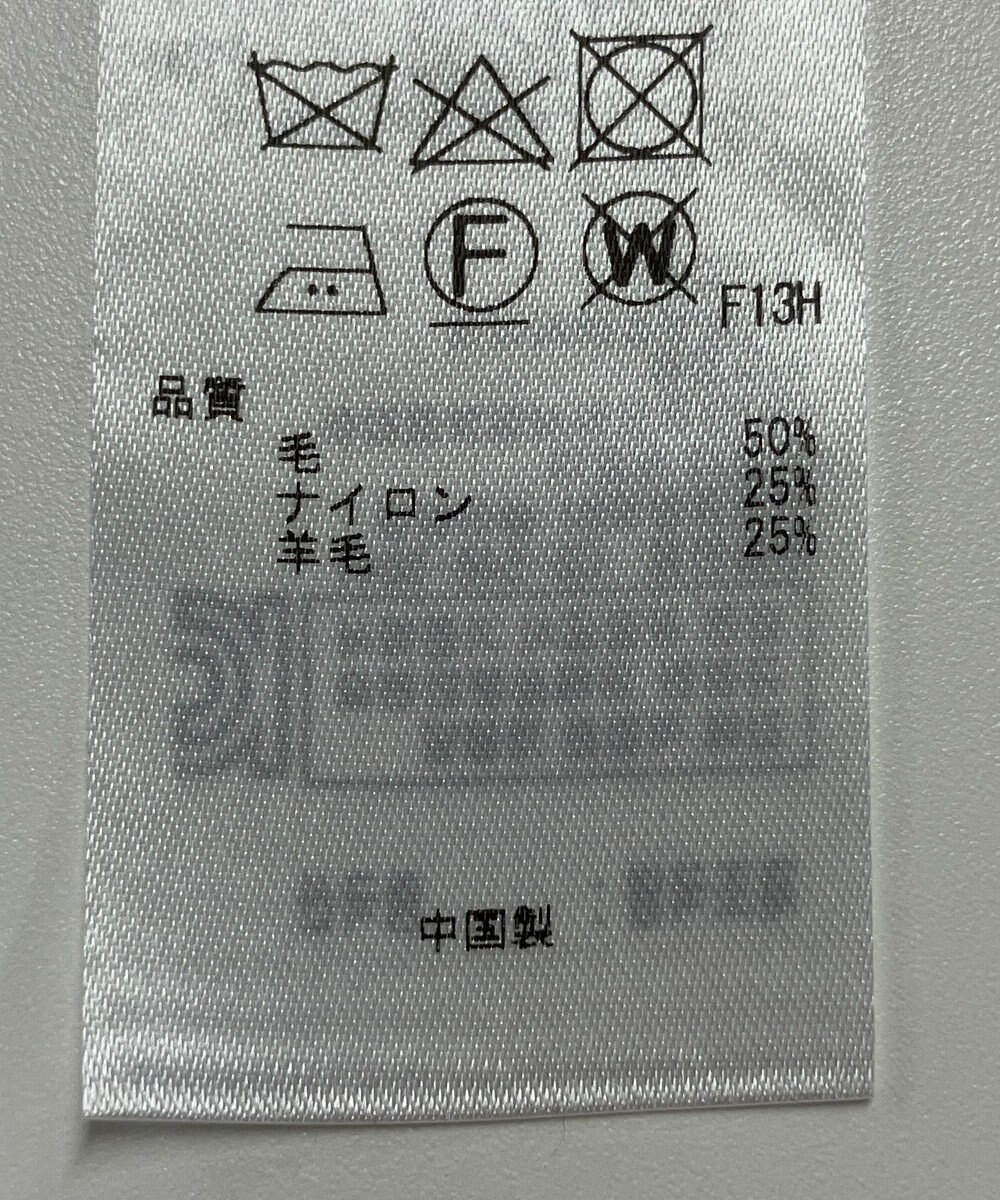 F
W
F13H
品質
毛 50%
ナイロン 25%
羊毛 25%
中国製